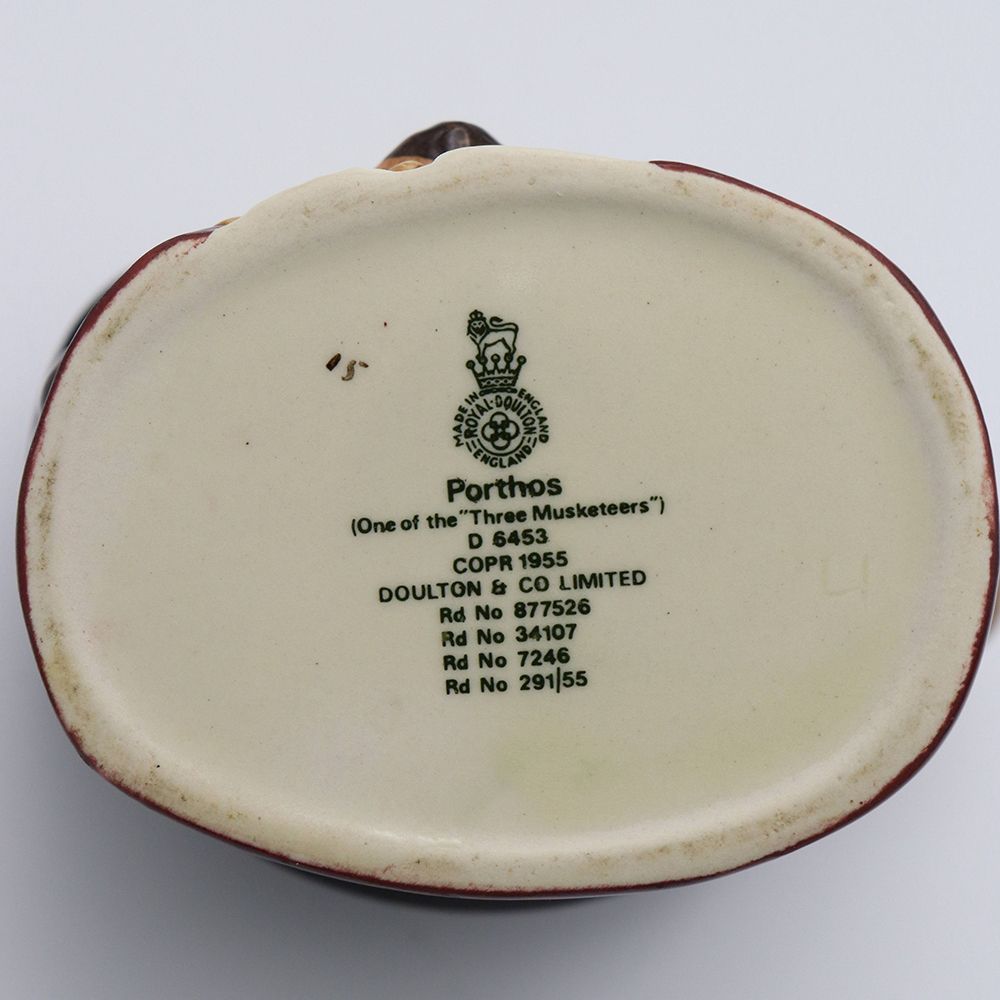 MADE IN ENGLAND
ROYAL·DOULTON
ENGLAND
Porthos
(One of the "Three Musketeers")
D 6453
COPR 1955
DOULTON & CO LIMITED
Rd No 877526
Rd No 34107
Rd No 7246
Rd No 291|55